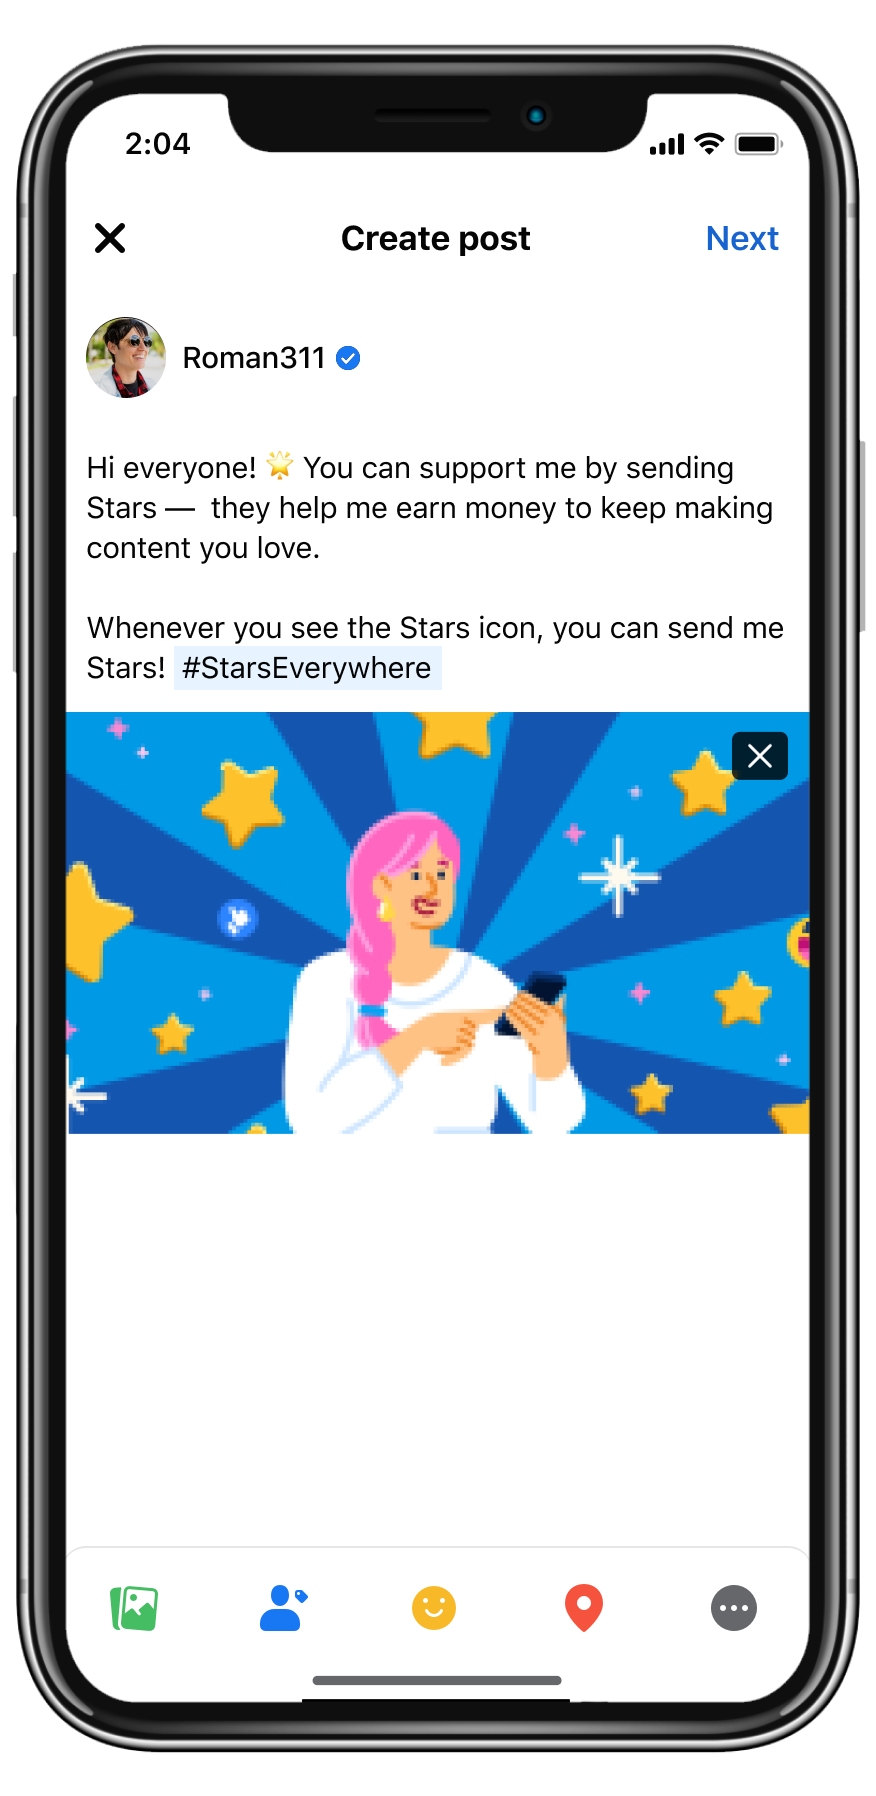 2:04
Create post
Next
Roman311
Hi everyone! 🌟 You can support me by sending
Stars — they help me earn money to keep making
content you love.
Whenever you see the Stars icon, you can send me
Stars! #StarsEverywhere